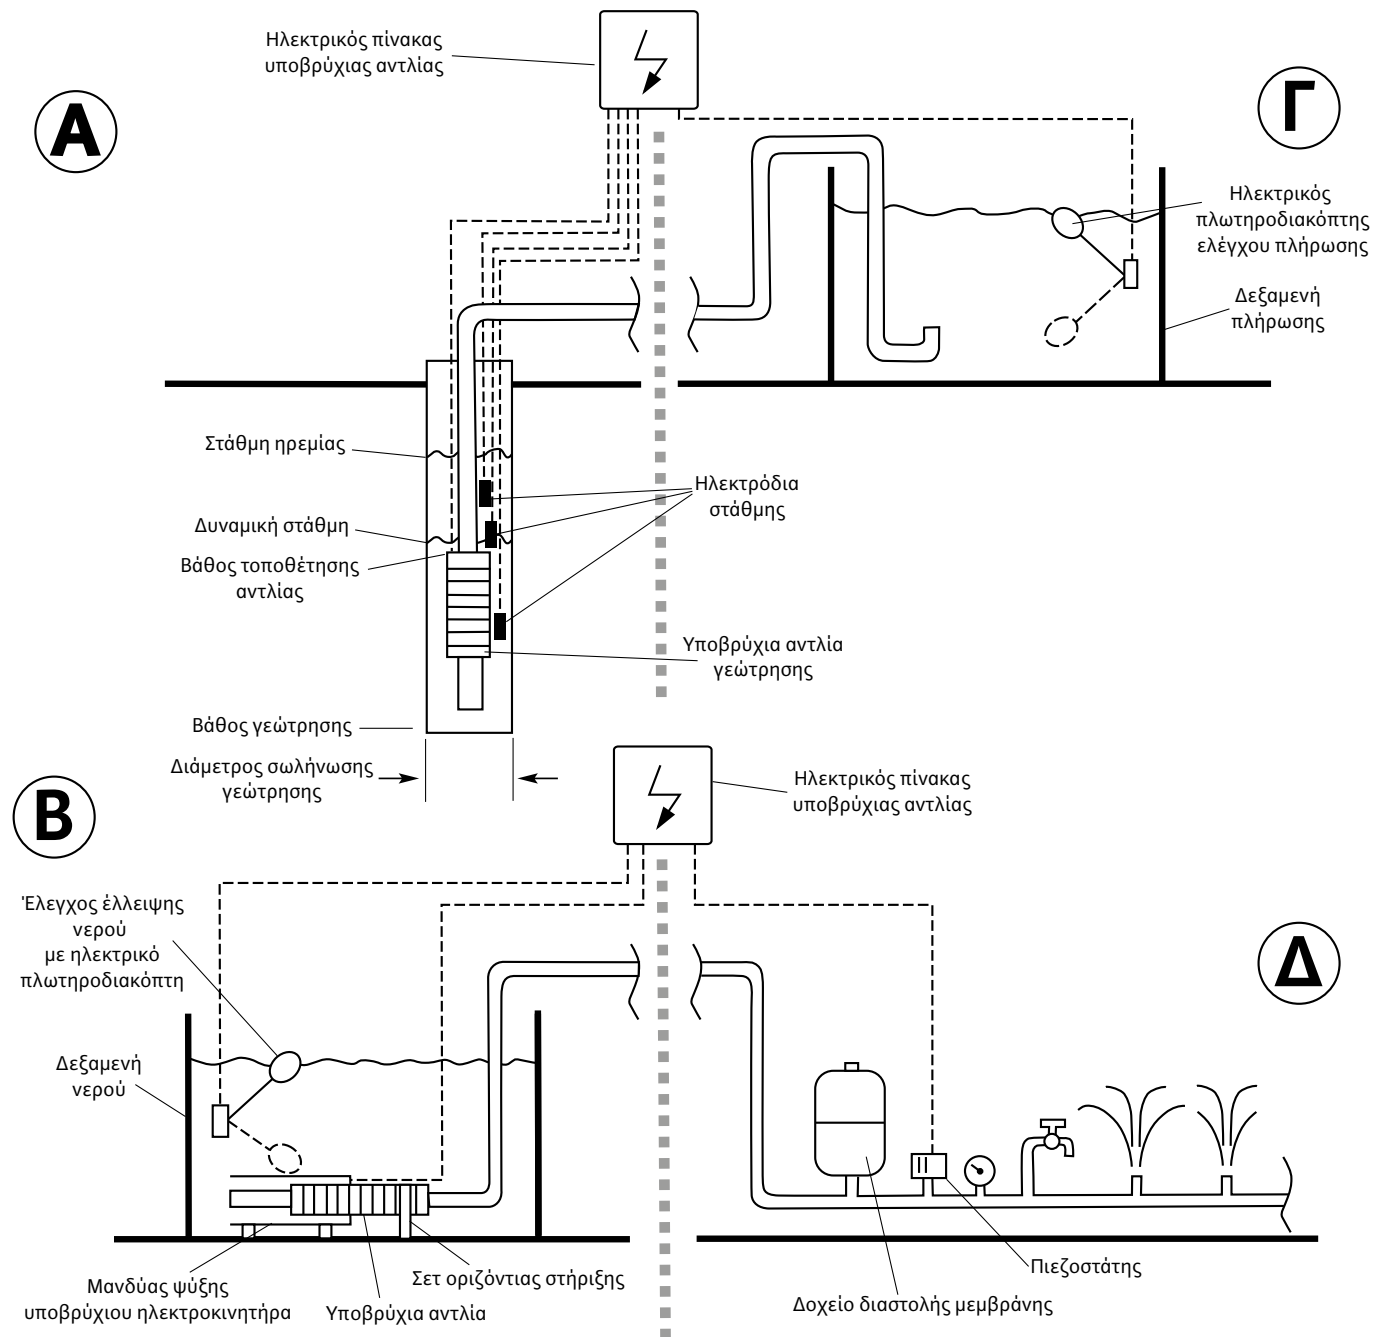 Ηλεκτρικός πίνακας
υποβρύχιας αντλίας
Α
Γ
Ηλεκτρικός
πλωτηροδιακόπτης
ελέγχου πλήρωσης
Δεξαμενή
πλήρωσης
Στάθμη ηρεμίας
Ηλεκτρόδια
στάθμης
Δυναμική στάθμη
Βάθος τοποθέτησης
αντλίας
Υποβρύχια αντλία
γεώτρησης
Βάθος γεώτρησης
Διάμετρος σωλήνωσης
γεώτρησης
Ηλεκτρικός πίνακας
υποβρύχιας αντλίας
Β
Έλεγχος έλλειψης
νερού
με ηλεκτρικό
πλωτηροδιακόπτη
Δ
Δεξαμενή
νερού
Μανδύας ψύξης
υποβρύχιου ηλεκτροκινητήρα
Υποβρύχια αντλία
Σετ οριζόντιας στήριξης
Πιεζοστάτης
Δοχείο διαστολής μεμβράνης